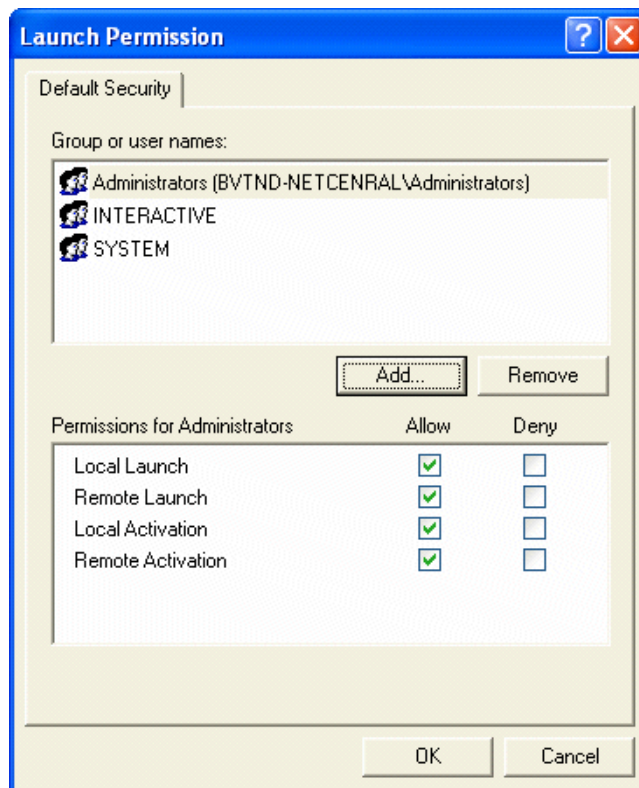 Launch Permission
Default Security
Group or user names:
Administrators (BVTND-NETCENRAL\Administrators)
INTERACTIVE
SYSTEM
Add... Remove
Permissions for Administrators Allow Deny
Local Launch
Remote Launch
Local Activation
Remote Activation
OK Cancel